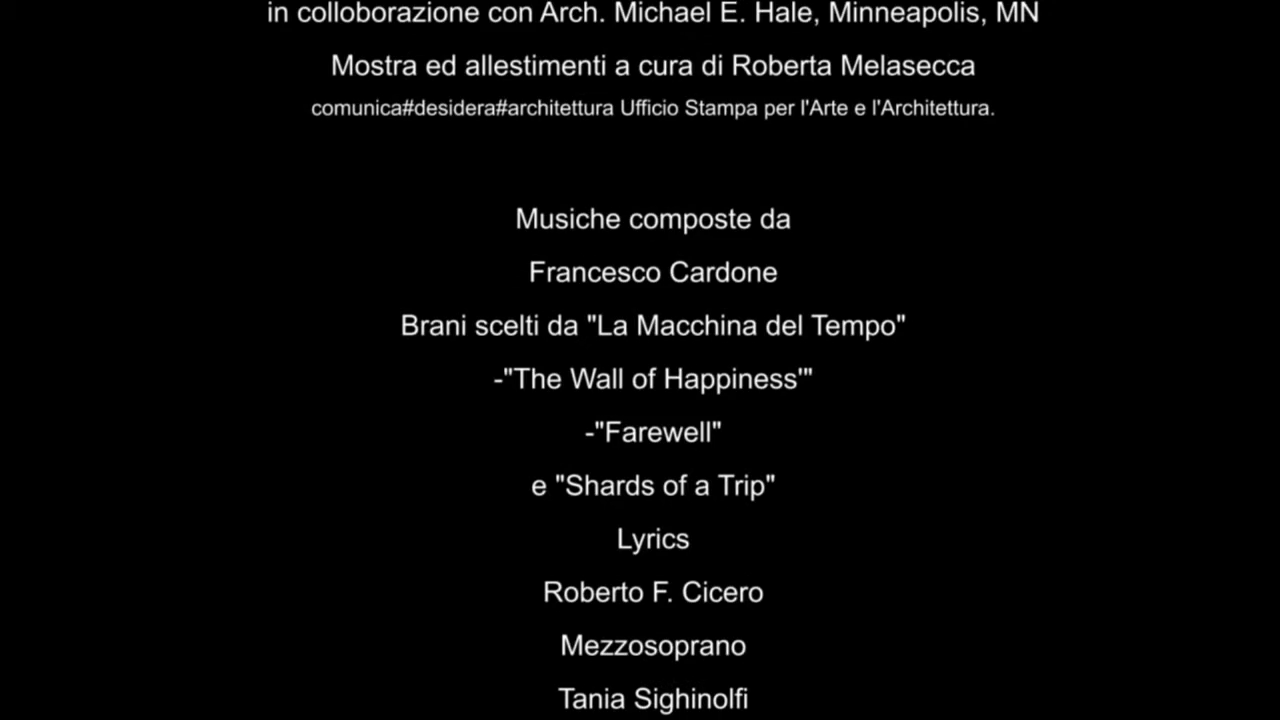 in colloborazione con Arch. Michael E. Hale, Minneapolis, MN
Mostra ed allestimenti a cura di Roberta Melasecca
comunica#desidera#architettura Ufficio Stampa per l'Arte e l'Architettura.
Musiche composte da
Francesco Cardone
Brani scelti da "La Macchina del Tempo"
-"The Wall of Happiness'"
-"Farewell"
e "Shards of a Trip"
Lyrics
Roberto F. Cicero
Mezzosoprano
Tania Sighinolfi